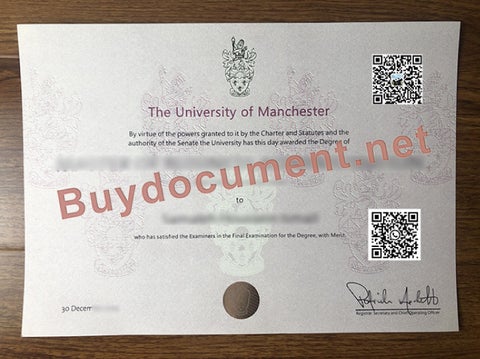 The University of Manchester
By virtue of the powers granted to it by the Charter and Statutes and the
authority of the Senate the University has this day awarded the Degree of
Buydocument.net
to
who has satisfied the Examiners in the Final Examination for the Degree, with Merit.
30 Decem
Registrar, Secretary and Chief Operating Officer